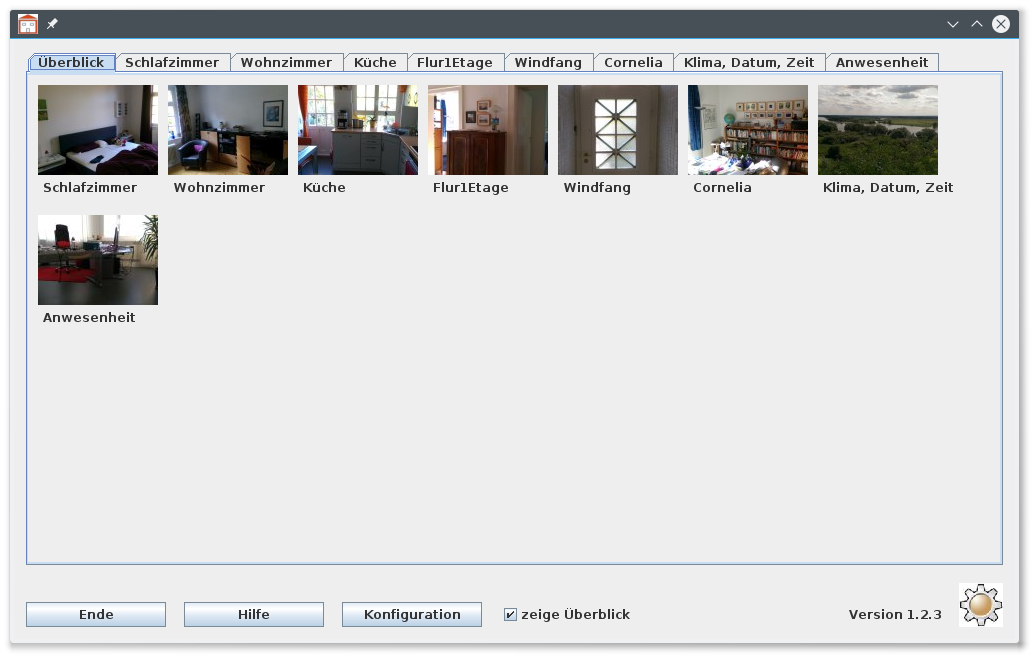 Überblick Schlafzimmer Wohnzimmer Küche Flur1Etage Windfang Cornelia Klima, Datum, Zeit Anwesenheit
Schlafzimmer Wohnzimmer Küche Flur1Etage Windfang Cornelia Klima, Datum, Zeit
Anwesenheit
Ende Hilfe Konfiguration zeige Überblick Version 1.2.3